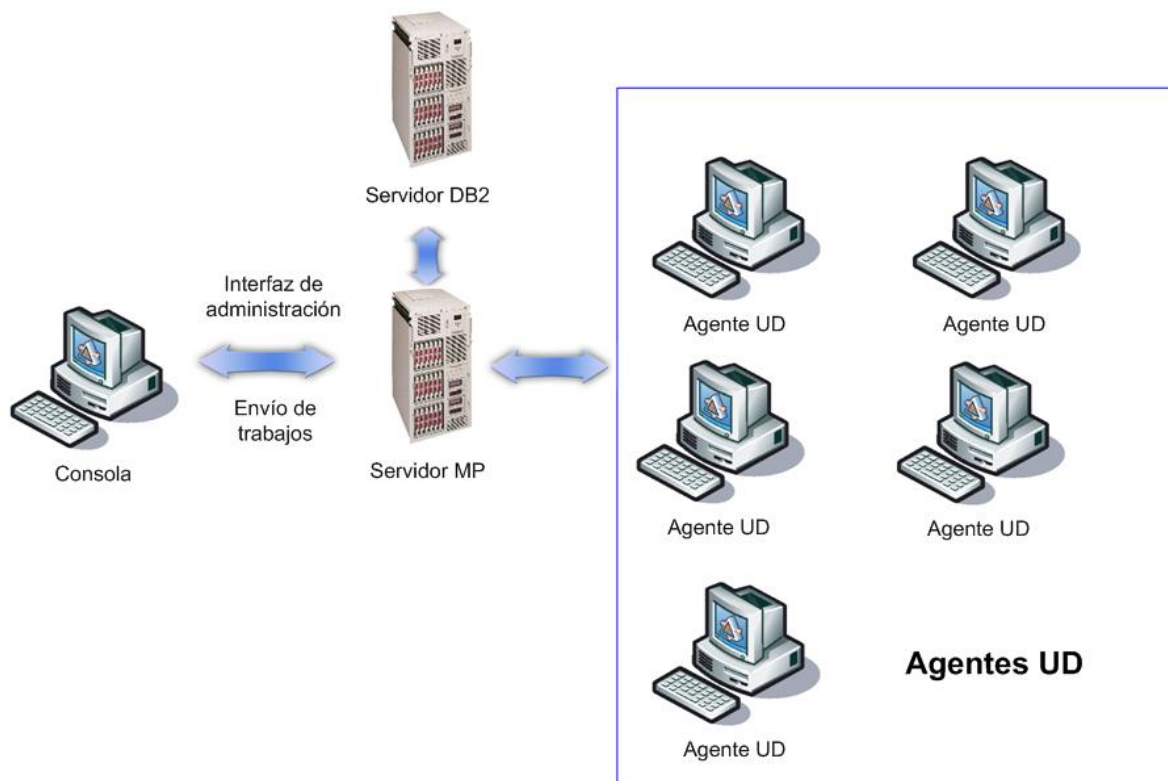 Servidor DB2
Interfaz de
administración
Envío de
trabajos
Consola
Servidor MP
Agente UD
Agente UD
Agente UD
Agente UD
Agente UD
Agentes UD